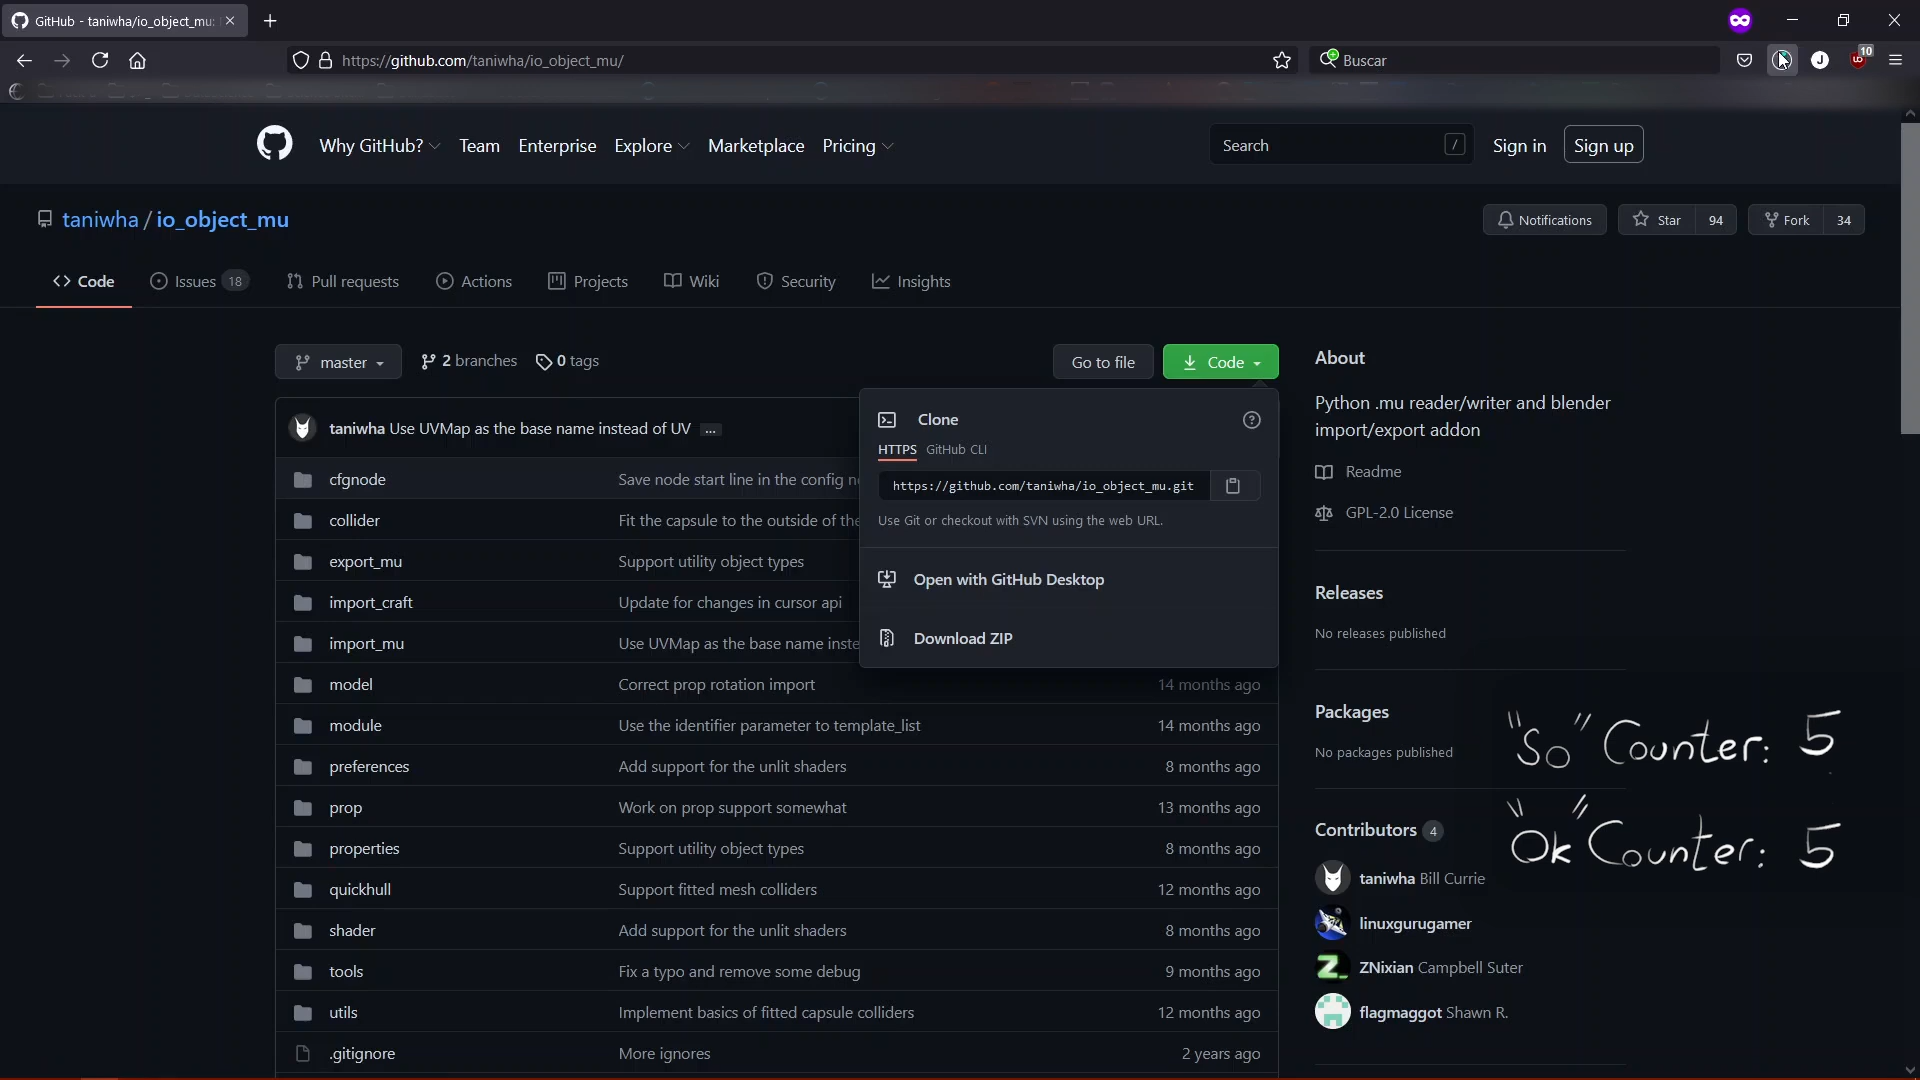 GitHub - taniwha/io_object_mu:
https://github.com/taniwha/io_object_mu/
Buscar
10
Why GitHub? Team Enterprise Explore Marketplace Pricing
Search /
Sign in
Sign up
taniwha / io_object_mu
Notifications
Star 94
Fork 34
<> Code
Issues 18
Pull requests
Actions
Projects
Wiki
Security
Insights
master
2 branches
0 tags
Go to file
Code
taniwha Use UVMap as the base name instead of UV ...
Clone
HTTPS GitHub CLI
https://github.com/taniwha/io_object_mu.git
Use Git or checkout with SVN using the web URL.
Open with GitHub Desktop
Download ZIP
cfgnode Save node start line in the config
collider Fit the capsule to the outside of the
export_mu Support utility object types
import_craft Update for changes in cursor api
import_mu Use UVMap as the base name inste
model Correct prop rotation import 14 months ago
module Use the identifier parameter to template_list 14 months ago
preferences Add support for the unlit shaders 8 months ago
prop Work on prop support somewhat 13 months ago
properties Support utility object types 8 months ago
quickhull Support fitted mesh colliders 12 months ago
shader Add support for the unlit shaders 8 months ago
tools Fix a typo and remove some debug 9 months ago
utils Implement basics of fitted capsule colliders 12 months ago
.gitignore More ignores 2 years ago
About
Python .mu reader/writer and blender
import/export addon
Readme
GPL-2.0 License
Releases
No releases published
Packages
No packages published
Contributors 4
taniwha Bill Currie
linuxgurugamer
ZNixian Campbell Suter
flagmaggot Shawn R.
"So" Counter: 5
"Ok" Counter: 5